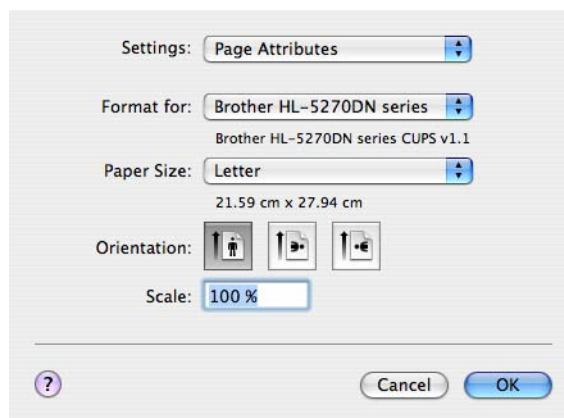 Settings: Page Attributes
Format for: Brother HL-5270DN series
Brother HL-5270DN series CUPS v1.1
Paper Size: Letter
21.59 cm x 27.94 cm
Orientation:
Scale: 100 %
? Cancel OK